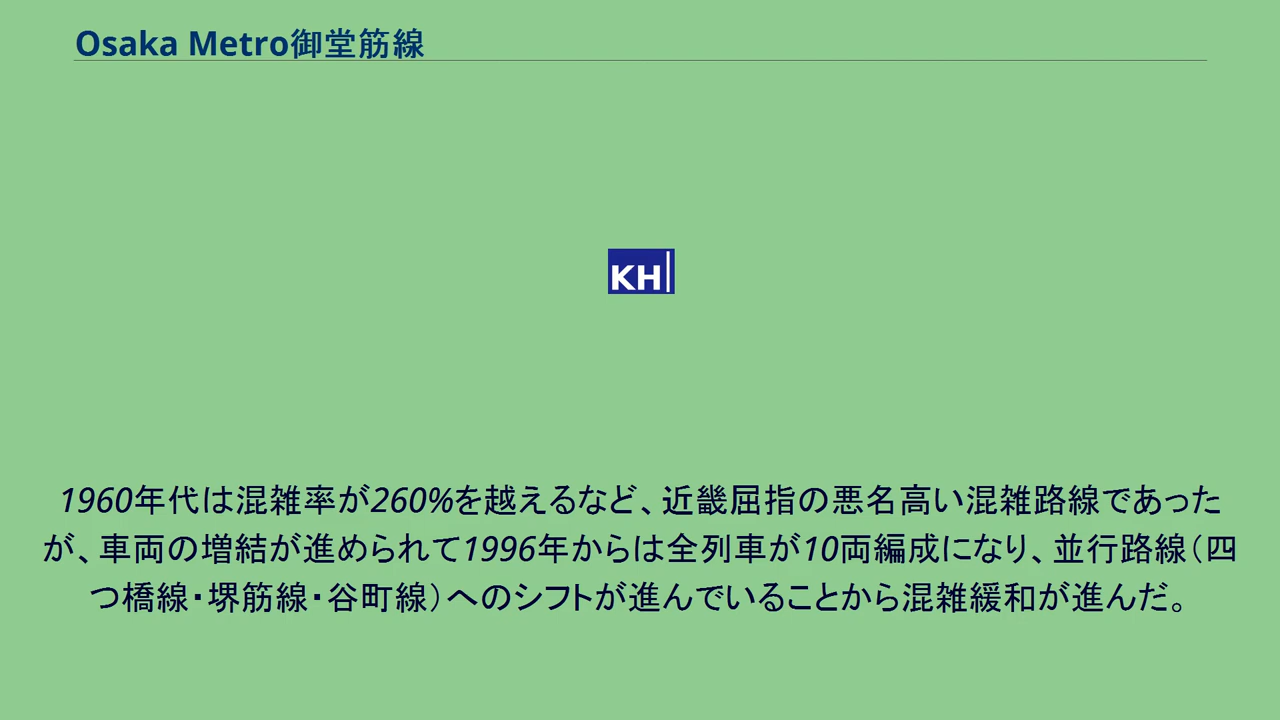 Osaka Metro御堂筋線
KH
1960年代は混雑率が260%を越えるなど、近畿屈指の悪名高い混雑路線であった
が、車両の増結が進められて1996年からは全列車が10両編成になり、並行路線（四
つ橋線・堺筋線・谷町線）へのシフトが進んでいることから混雑緩和が進んだ。